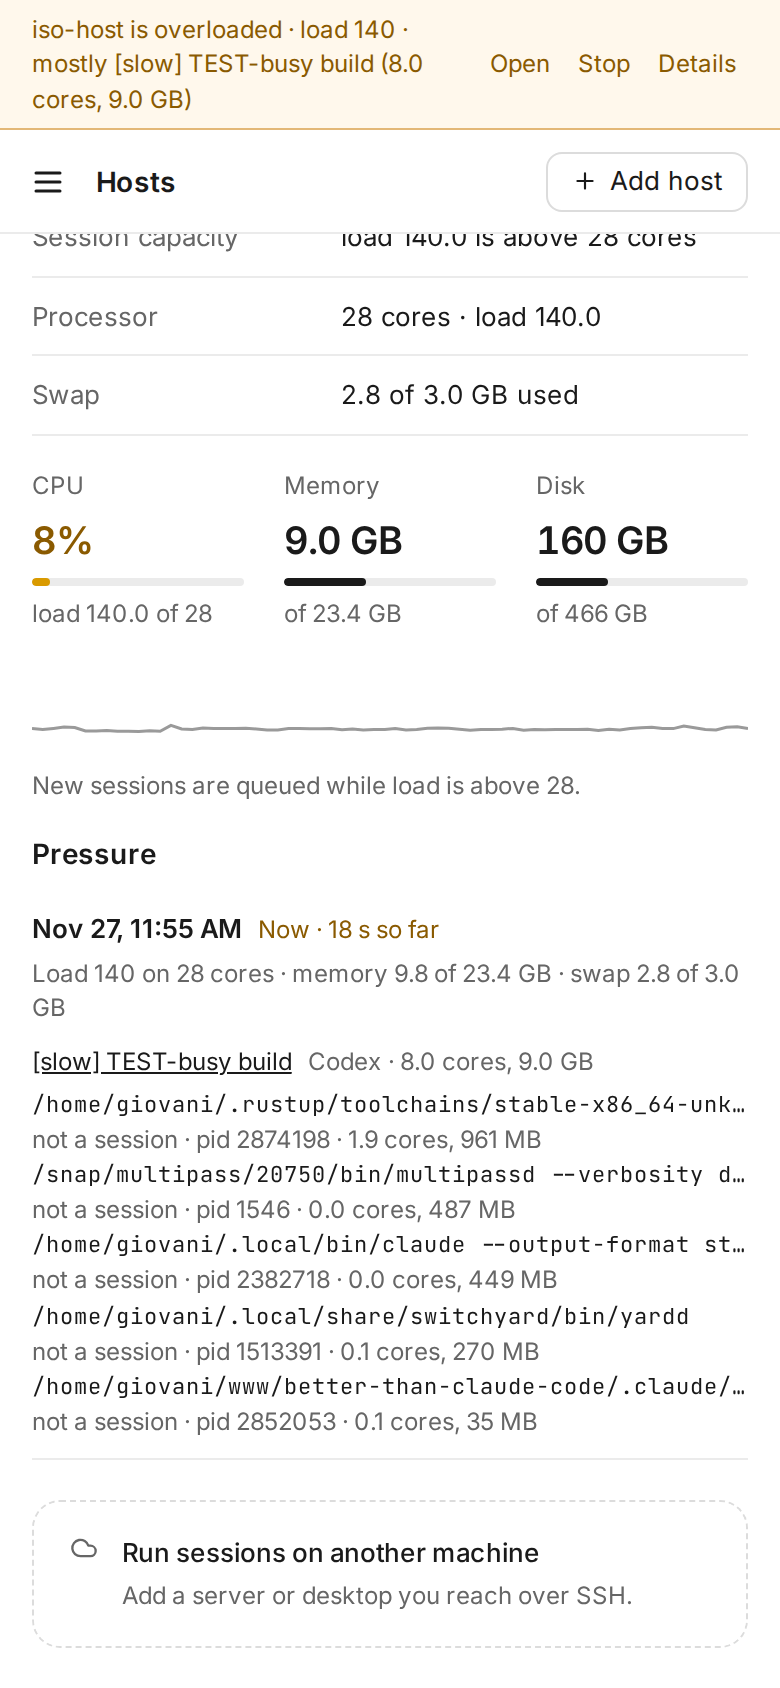 iso-host is overloaded · load 140 ·
mostly [slow] TEST-busy build (8.0
cores, 9.0 GB)
Open Stop Details
Hosts
+ Add host
Session capacity load 140.0 is above 28 cores
Processor 28 cores · load 140.0
Swap 2.8 of 3.0 GB used
CPU Memory Disk
8% 9.0 GB 160 GB
load 140.0 of 28 of 23.4 GB of 466 GB
New sessions are queued while load is above 28.
Pressure
Nov 27, 11:55 AM Now · 18 s so far
Load 140 on 28 cores · memory 9.8 of 23.4 GB · swap 2.8 of 3.0
GB
[slow] TEST-busy build Codex · 8.0 cores, 9.0 GB
/home/giovani/.rustup/toolchains/stable-x86_64-unk…
not a session · pid 2874198 · 1.9 cores, 961 MB
/snap/multipass/20750/bin/multipassd --verbosity d…
not a session · pid 1546 · 0.0 cores, 487 MB
/home/giovani/.local/bin/claude --output-format st…
not a session · pid 2382718 · 0.0 cores, 449 MB
/home/giovani/.local/share/switchyard/bin/yardd
not a session · pid 1513391 · 0.1 cores, 270 MB
/home/giovani/www/better-than-claude-code/.claude/…
not a session · pid 2852053 · 0.1 cores, 35 MB
Run sessions on another machine
Add a server or desktop you reach over SSH.